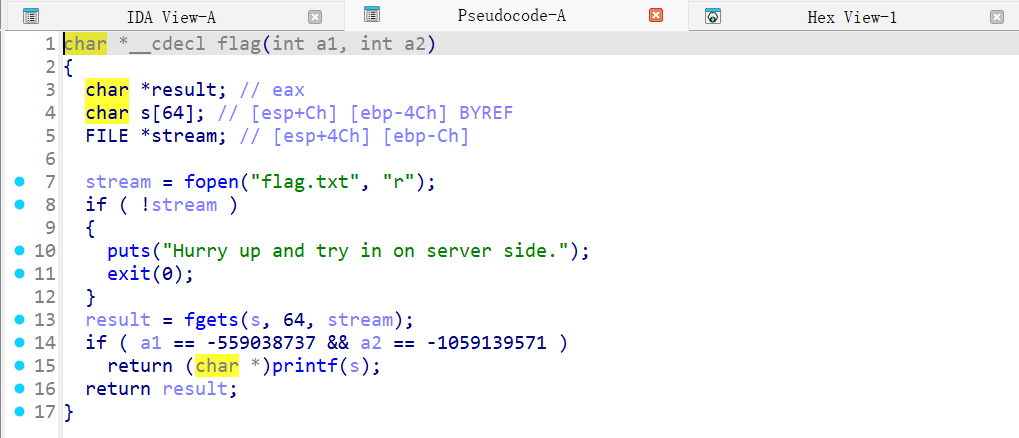 IDA View-A Pseudocode-A Hex View-1
1 char *__cdecl flag(int a1, int a2)
2 {
3 char *result; // eax
4 char s[64]; // [esp+Ch] [ebp-4Ch] BYREF
5 FILE *stream; // [esp+4Ch] [ebp-Ch]
6
7 stream = fopen("flag.txt", "r");
8 if ( !stream )
9 {
10 puts("Hurry up and try in on server side.");
11 exit(0);
12 }
13 result = fgets(s, 64, stream);
14 if ( a1 == -559038737 && a2 == -1059139571 )
15 return (char *)printf(s);
16 return result;
17 }